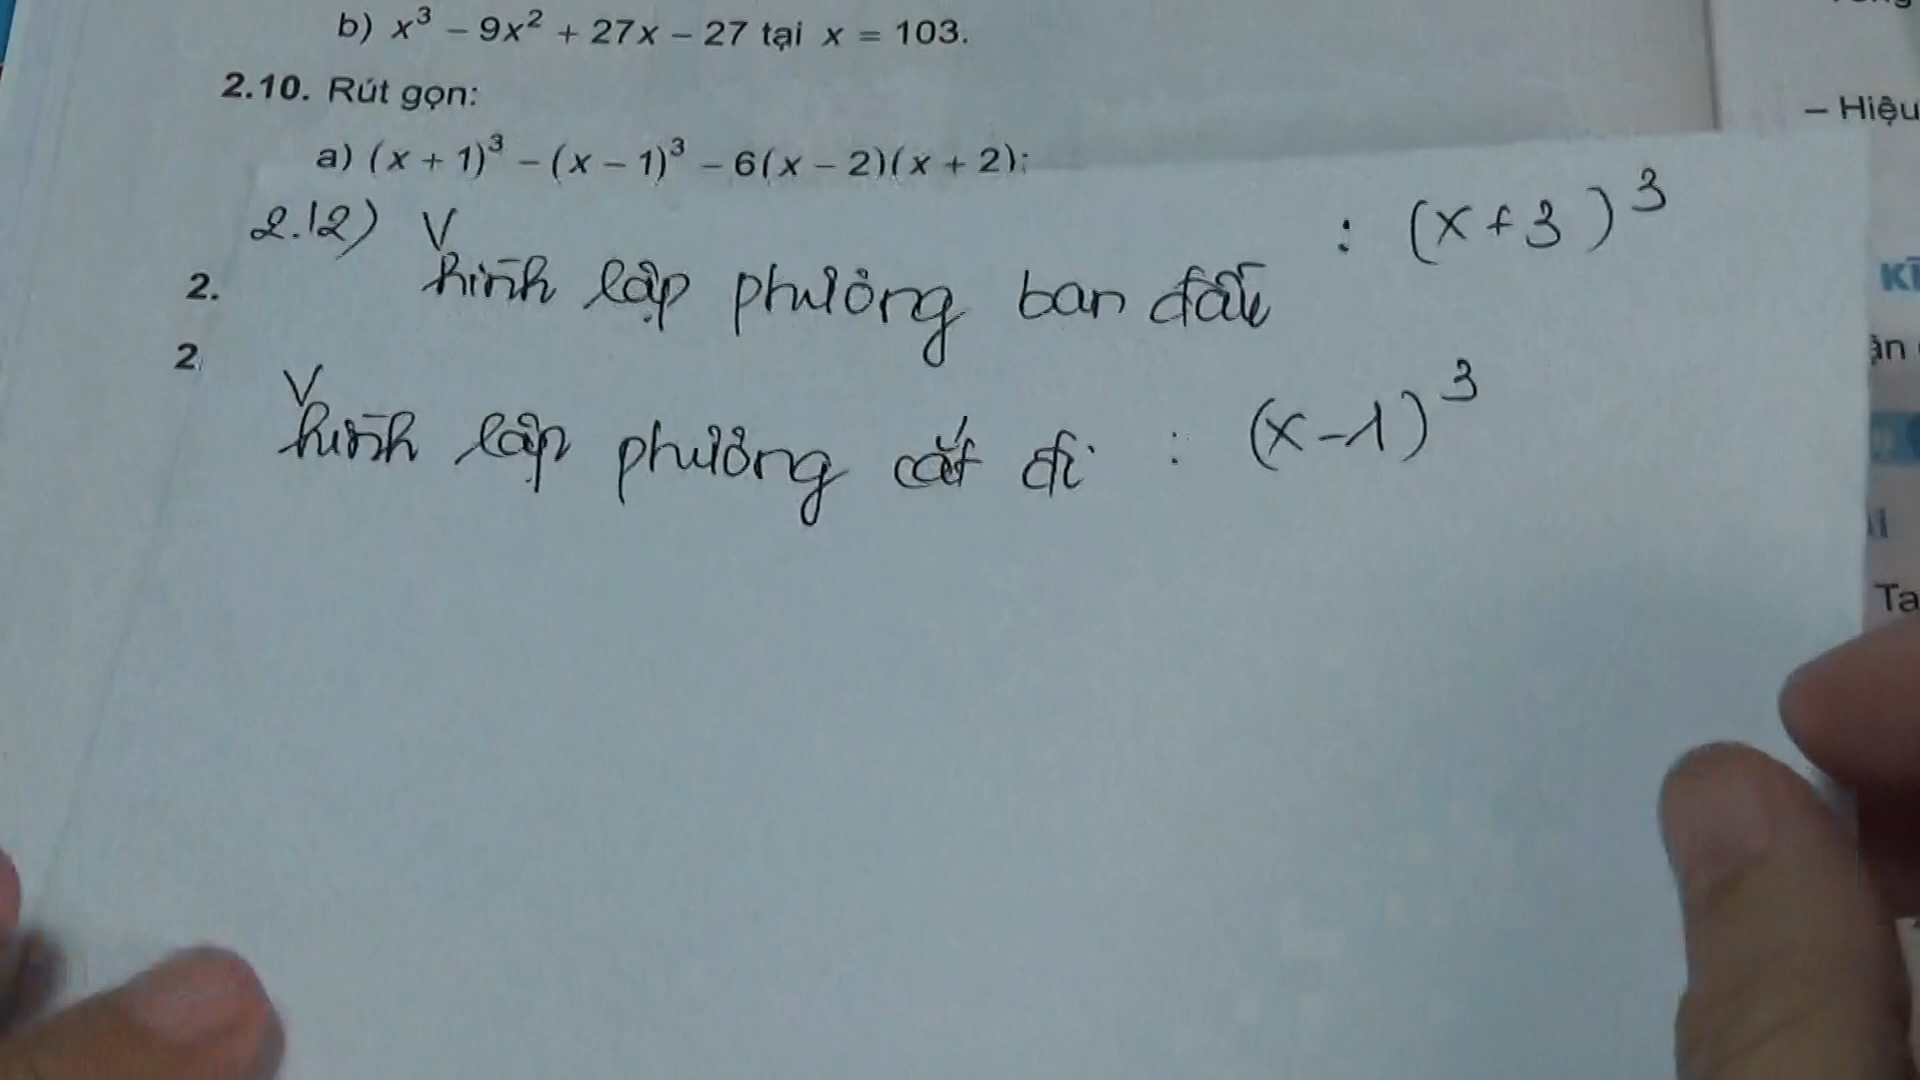 b) x³ – 9x² + 27x – 27 tại x = 103.
2.10. Rút gọn:
– Hiệu
a) (x + 1)³ – (x – 1)³ – 6(x – 2)(x + 2);
2.12) V : (x+3)³
2. hình lập phương ban đầu
2
V
hình lập phương cắt đi : (x-1)³
Ta